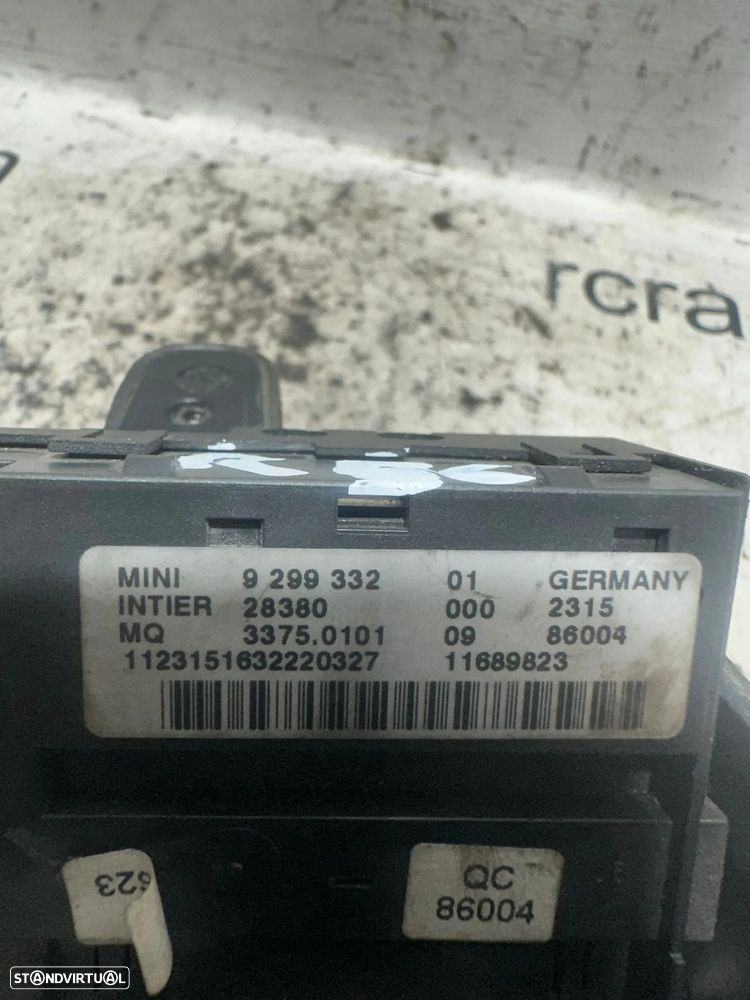 rcra
R 56
MINI 9 299 332 01 GERMANY
INTIER 28380 000 2315
MQ 3375.0101 09 86004
1123151632220327 11689823
623
QC
86004
STANDVIRTUAL